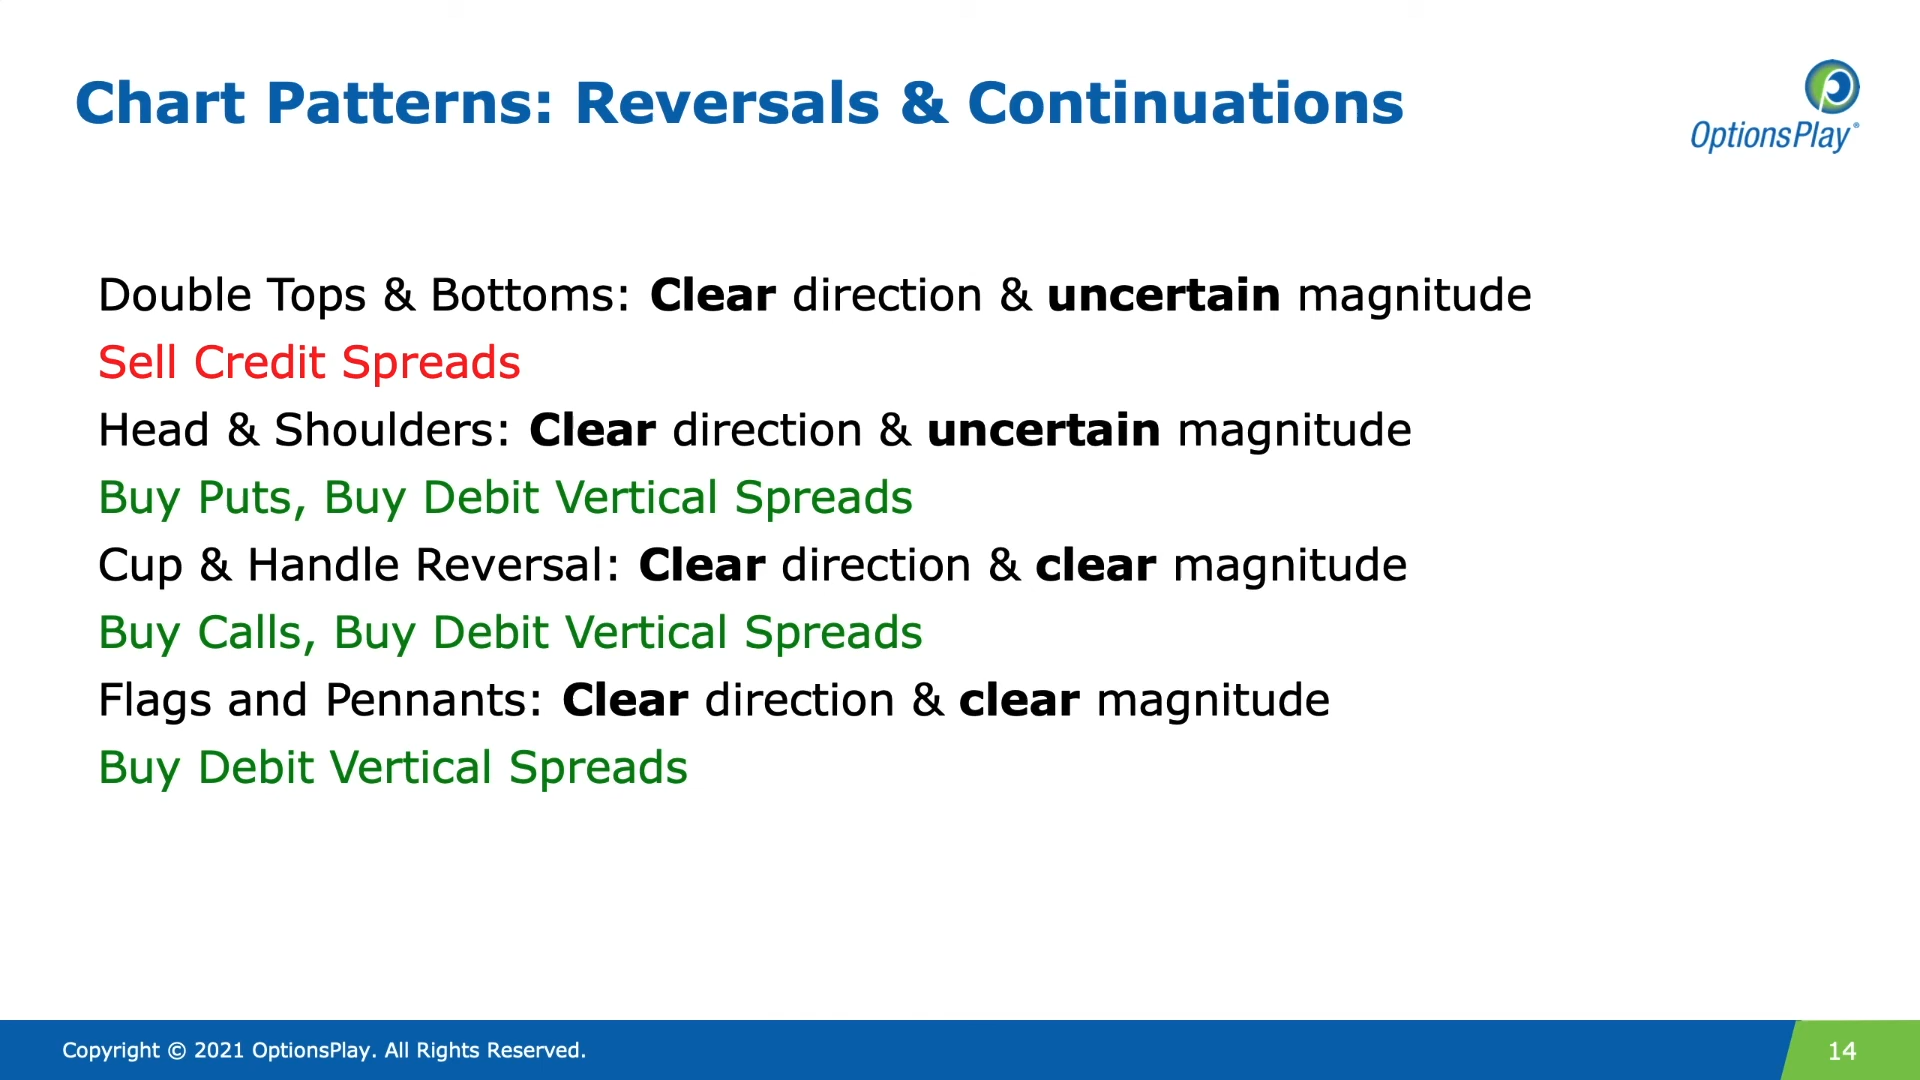 Chart Patterns: Reversals & Continuations
OptionsPlay®
Double Tops & Bottoms: Clear direction & uncertain magnitude
Sell Credit Spreads
Head & Shoulders: Clear direction & uncertain magnitude
Buy Puts, Buy Debit Vertical Spreads
Cup & Handle Reversal: Clear direction & clear magnitude
Buy Calls, Buy Debit Vertical Spreads
Flags and Pennants: Clear direction & clear magnitude
Buy Debit Vertical Spreads
Copyright © 2021 OptionsPlay. All Rights Reserved.
14